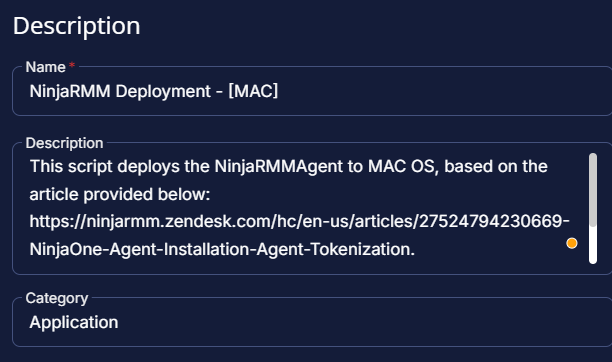 Description
Name *
NinjaRMM Deployment - [MAC]
Description
This script deploys the NinjaRMMAgent to MAC OS, based on the
article provided below:
https://ninjarmm.zendesk.com/hc/en-us/articles/27524794230669-
NinjaOne-Agent-Installation-Agent-Tokenization.
Category
Application